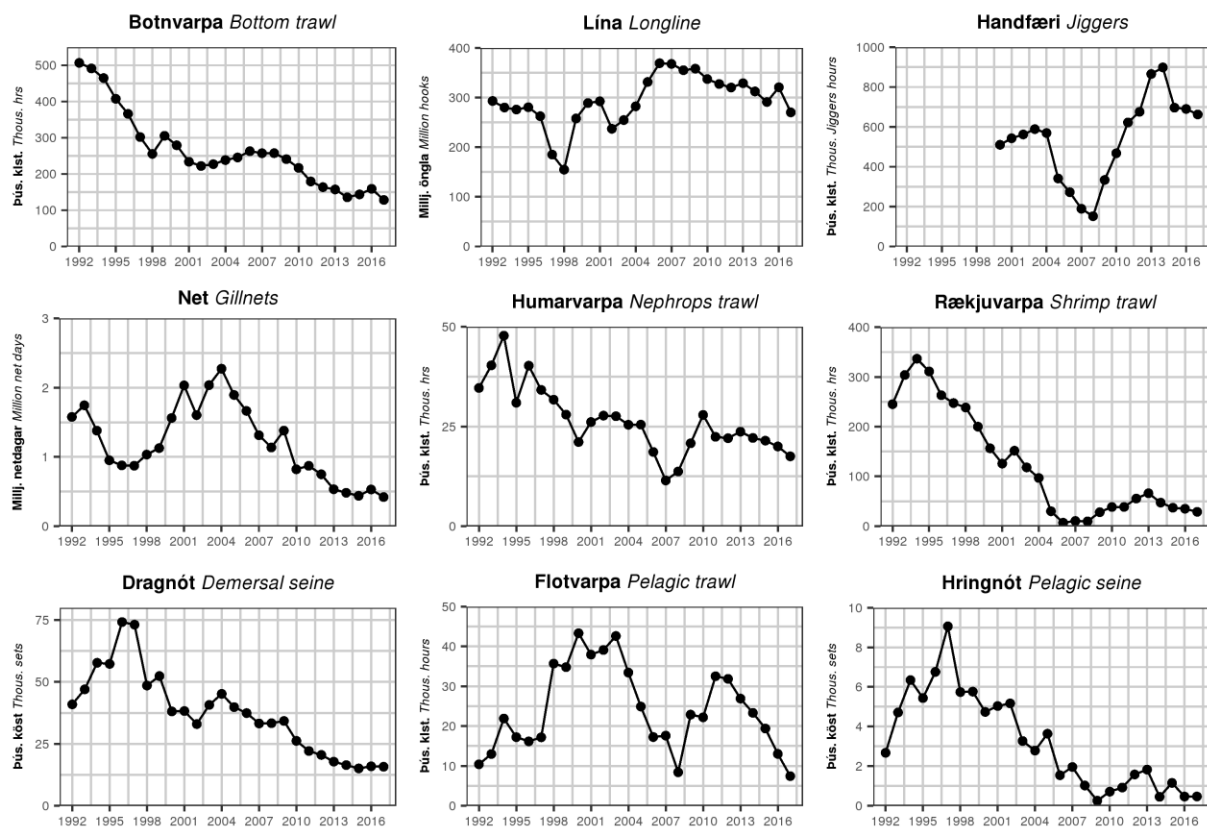 Botnvarpa Bottom trawl
Þús. klst. Thous. hrs
500
400
300
200
100
0
1992 1995 1998 2001 2004 2007 2010 2013 2016
Lína Longline
Millj. öngla Million hooks
400
300
200
100
0
1992 1995 1998 2001 2004 2007 2010 2013 2016
Handfæri Jiggers
Þús. klst. Thous. Jiggers hours
1000
800
600
400
200
0
1992 1995 1998 2001 2004 2007 2010 2013 2016
Net Gillnets
Millj. netdagar Million net days
3
2
1
0
1992 1995 1998 2001 2004 2007 2010 2013 2016
Humarvarpa Nephrops trawl
Þús. klst. Thous. hrs
50
25
0
1992 1995 1998 2001 2004 2007 2010 2013 2016
Rækjuvarpa Shrimp trawl
Þús. klst. Thous. hrs
400
300
200
100
0
1992 1995 1998 2001 2004 2007 2010 2013 2016
Dragnót Demersal seine
Þús. köst Thous. sets
75
50
25
0
1992 1995 1998 2001 2004 2007 2010 2013 2016
Flotvarpa Pelagic trawl
Þús. klst. Thous. hours
50
40
30
20
10
0
1992 1995 1998 2001 2004 2007 2010 2013 2016
Hringnót Pelagic seine
Þús. köst Thous. sets
10
8
6
4
2
0
1992 1995 1998 2001 2004 2007 2010 2013 2016